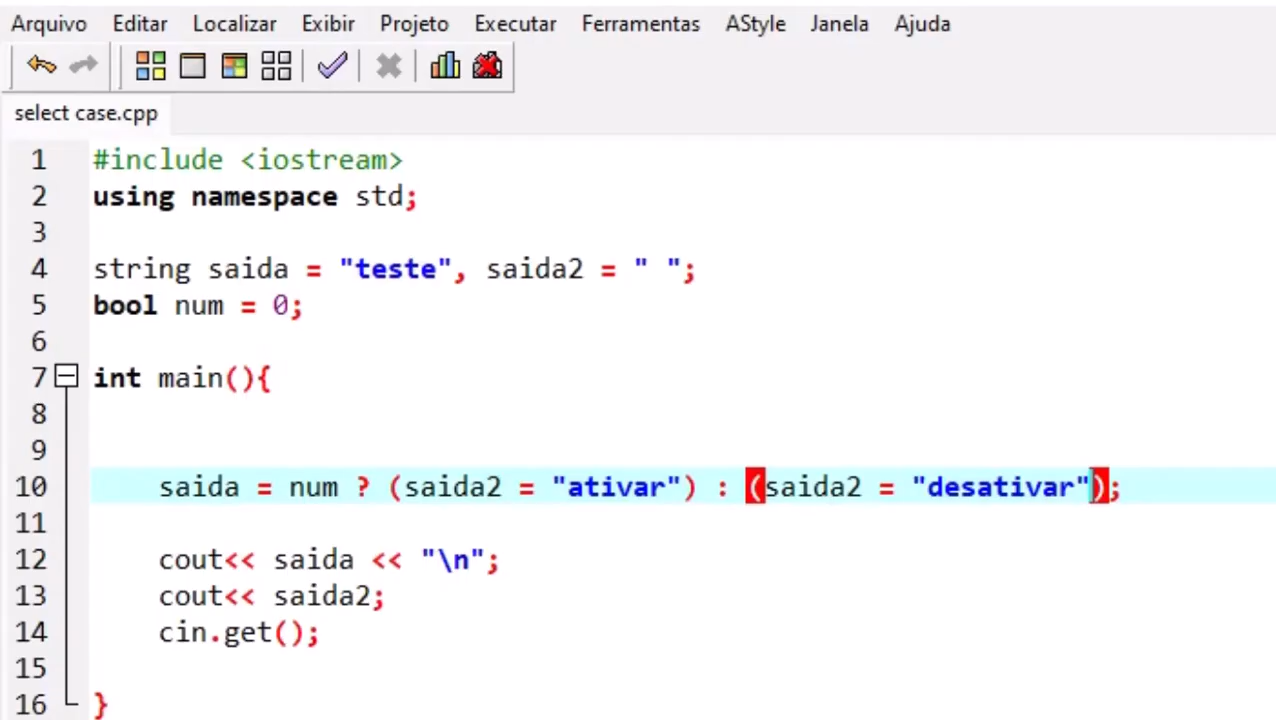 Arquivo Editar Localizar Exibir Projeto Executar Ferramentas AStyle Janela Ajuda
select case.cpp
1 #include <iostream>
2 using namespace std;
3
4 string saida = "teste", saida2 = " ";
5 bool num = 0;
6
7 int main(){
8
9
10 saida = num ? (saida2 = "ativar") : (saida2 = "desativar");
11
12 cout<< saida << "\n";
13 cout<< saida2;
14 cin.get();
15
16 }